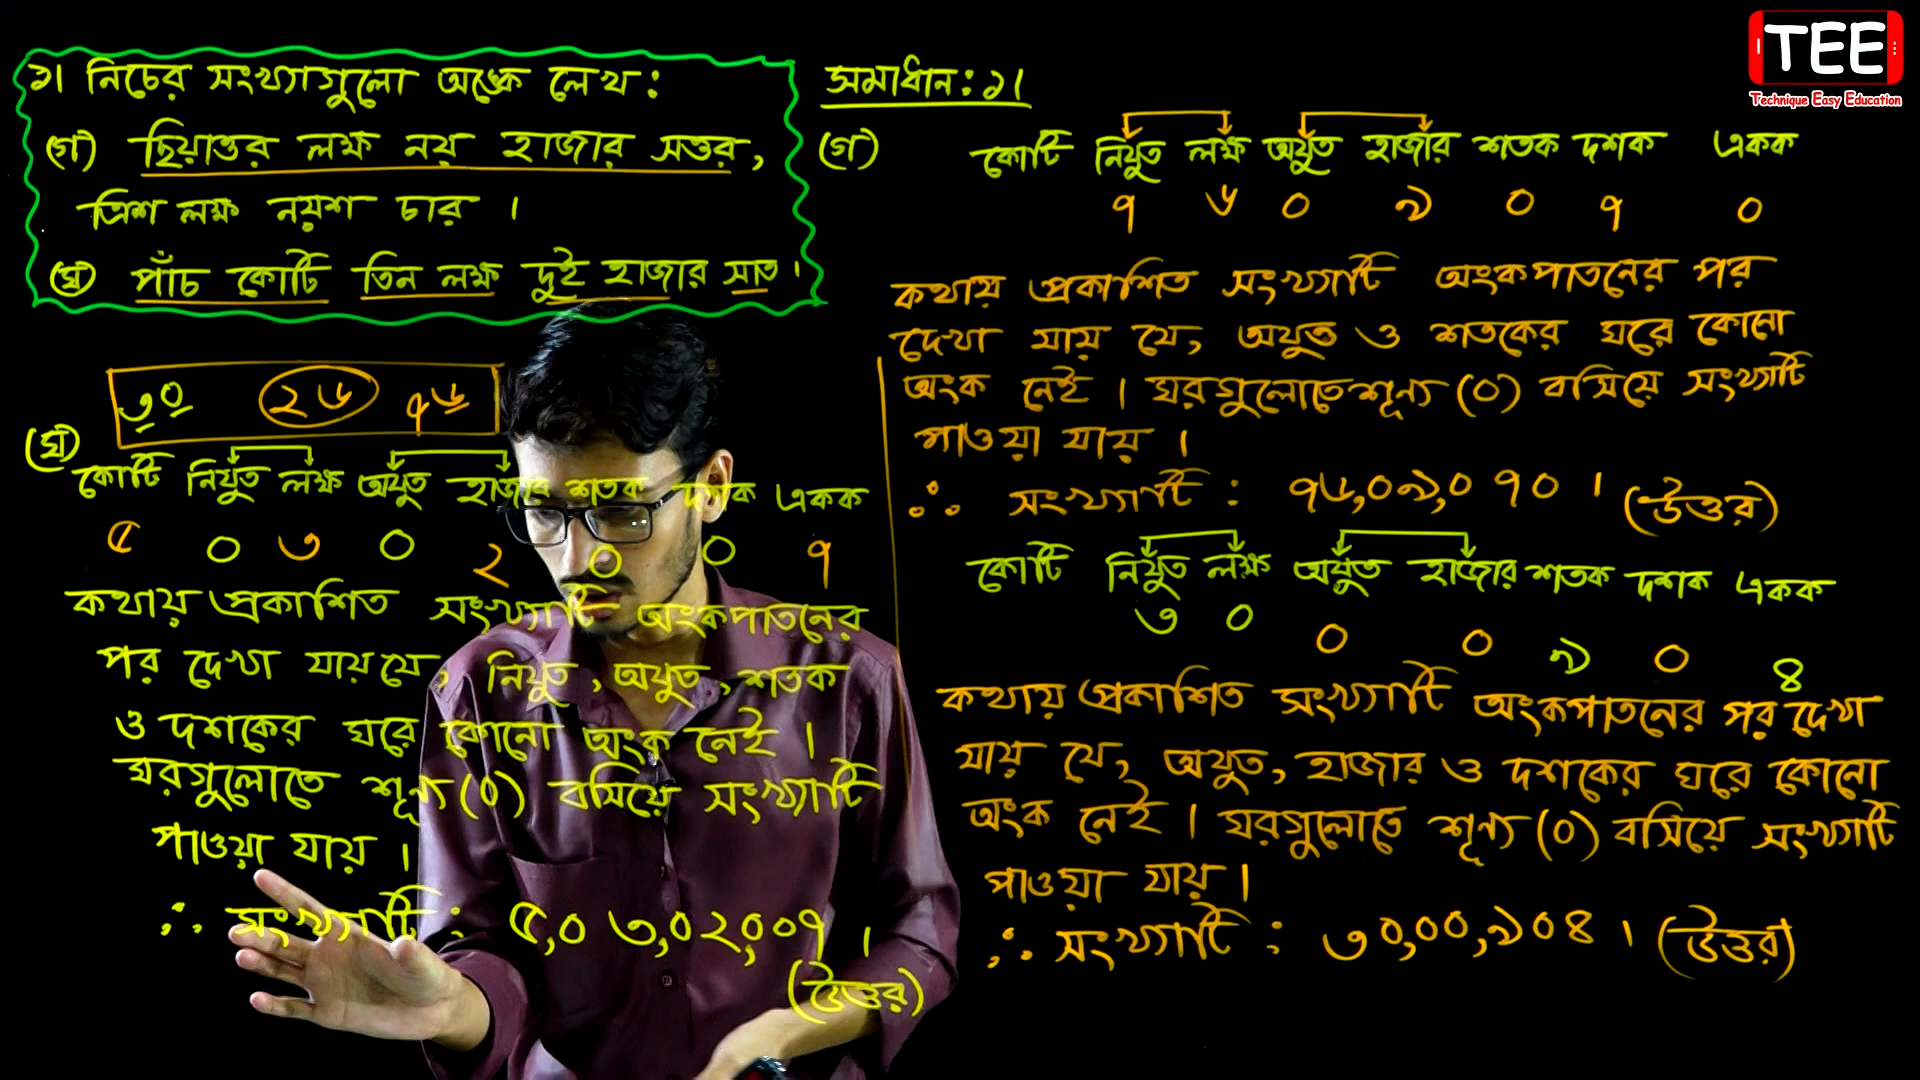 TEE
Technique Easy Education
১। নিচের সংখ্যাগুলো অঙ্কে লেখ :
(গ) ছিয়াত্তর লক্ষ নয় হাজার সত্তর,
ত্রিশ লক্ষ নয়শ চার ।
(ঘ) পাঁচ কোটি তিন লক্ষ দুই হাজার সাত ।
৩০ ২৬ ৭৬
(ঘ)
কোটি নিযুত লক্ষ অযুত হাজার শতক দশক একক
৫ ০ ৩ ০ ২ ০ ০ ৭
কথায় প্রকাশিত সংখ্যাটি অংকপাতনের
পর দেখা যায় যে, নিযুত, অযুত, শতক
ও দশকের ঘরে কোনো অংক নেই ।
ঘরগুলোতে শূন্য (০) বসিয়ে সংখ্যাটি
পাওয়া যায় ।
∴ সংখ্যাটি : ৫,০৩,০২,০০৭ ।
(উত্তর)
সমাধান : ১।
(গ)
কোটি নিযুত লক্ষ অযুত হাজার শতক দশক একক
৭ ৬ ০ ৯ ০ ৭ ০
কথায় প্রকাশিত সংখ্যাটি অংকপাতনের পর
দেখা যায় যে, অযুত ও শতকের ঘরে কোনো
অংক নেই । ঘরগুলোতে শূন্য (০) বসিয়ে সংখ্যাটি
পাওয়া যায় ।
∴ সংখ্যাটি : ৭৬,০৯,০৭০ । (উত্তর)
কোটি নিযুত লক্ষ অযুত হাজার শতক দশক একক
৩ ০ ০ ০ ৯ ০ ৪
কথায় প্রকাশিত সংখ্যাটি অংকপাতনের পর দেখা
যায় যে, অযুত, হাজার ও দশকের ঘরে কোনো
অংক নেই । ঘরগুলোতে শূন্য (০) বসিয়ে সংখ্যাটি
পাওয়া যায় ।
∴ সংখ্যাটি : ৩০,০০,৯০৪ । (উত্তর)